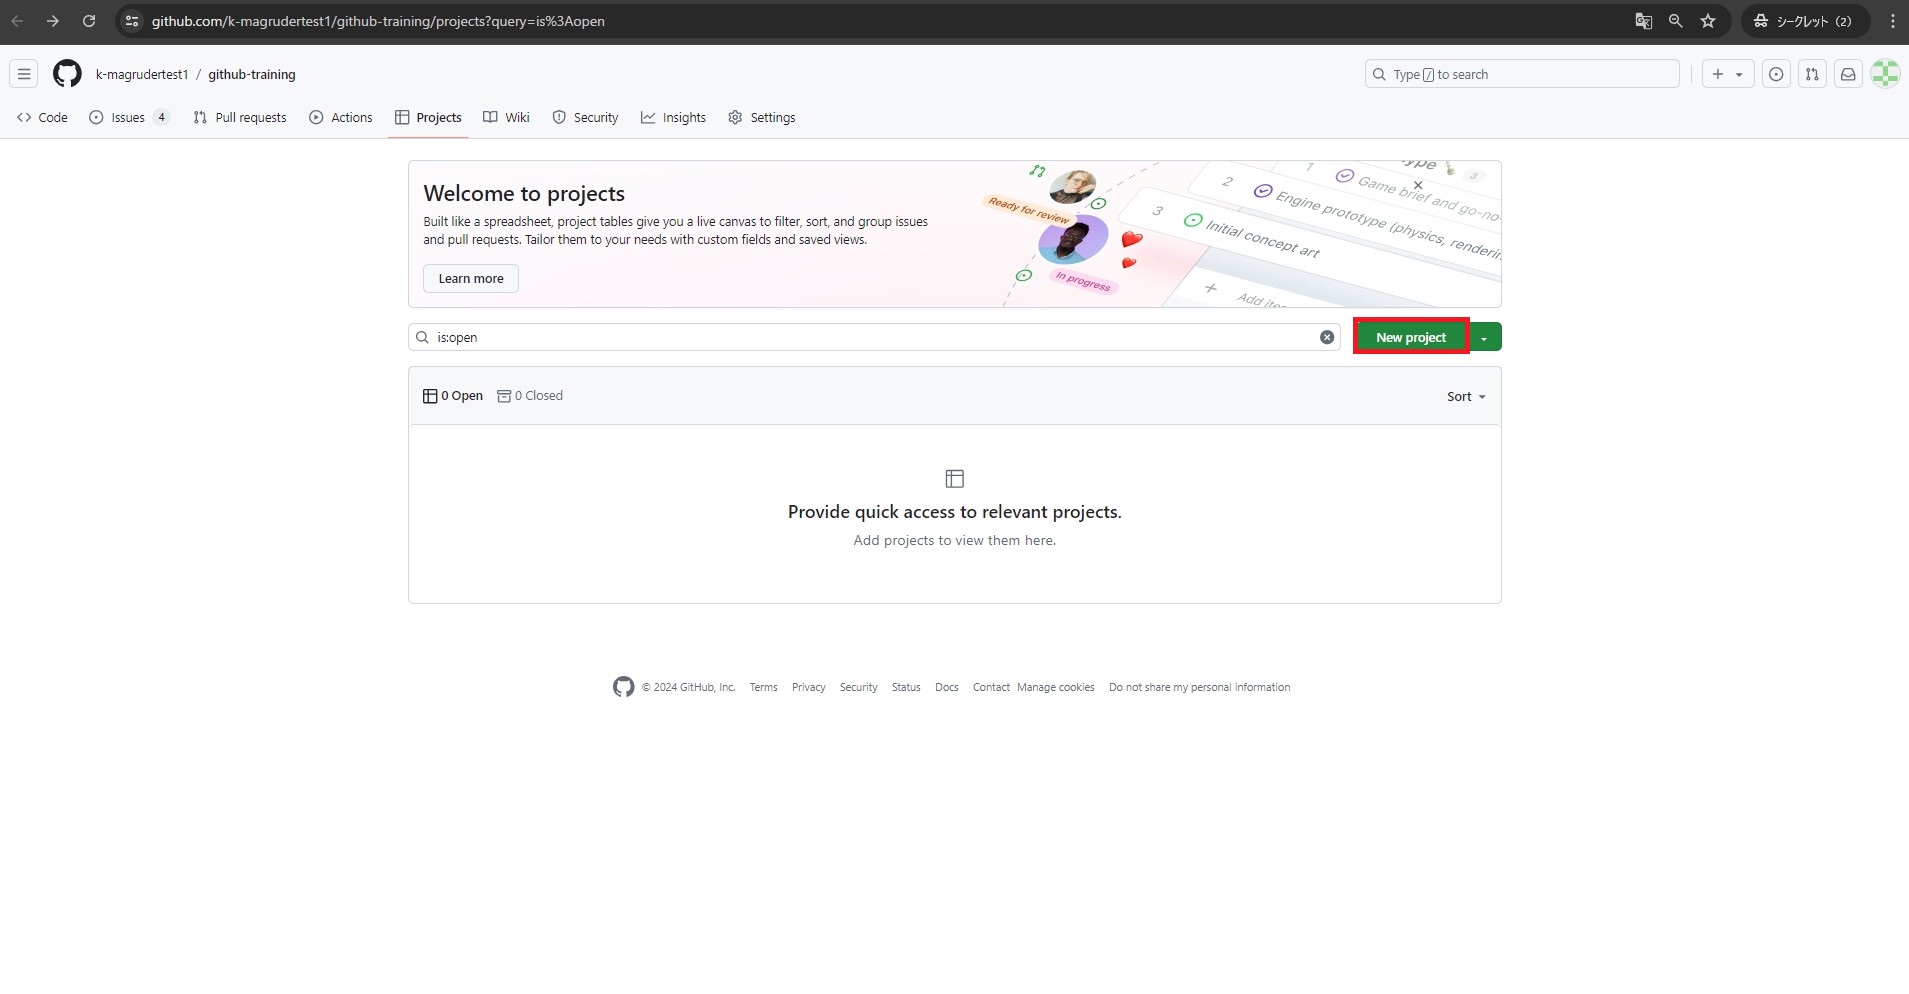 github.com/k-magrudertest1/github-training/projects?query=is%3Aopen
シークレット (2)
k-magrudertest1 / github-training
Type / to search
Code
Issues 4
Pull requests
Actions
Projects
Wiki
Security
Insights
Settings
Welcome to projects
Built like a spreadsheet, project tables give you a live canvas to filter, sort, and group issues
and pull requests. Tailor them to your needs with custom fields and saved views.
Learn more
Ready for review
In progress
ype 3
1 Game brief and go-no-
2 Engine prototype (physics, renderin
3 Initial concept art
+ Add ite
is:open
New project
0 Open
0 Closed
Sort
Provide quick access to relevant projects.
Add projects to view them here.
© 2024 GitHub, Inc. Terms Privacy Security Status Docs Contact Manage cookies Do not share my personal information